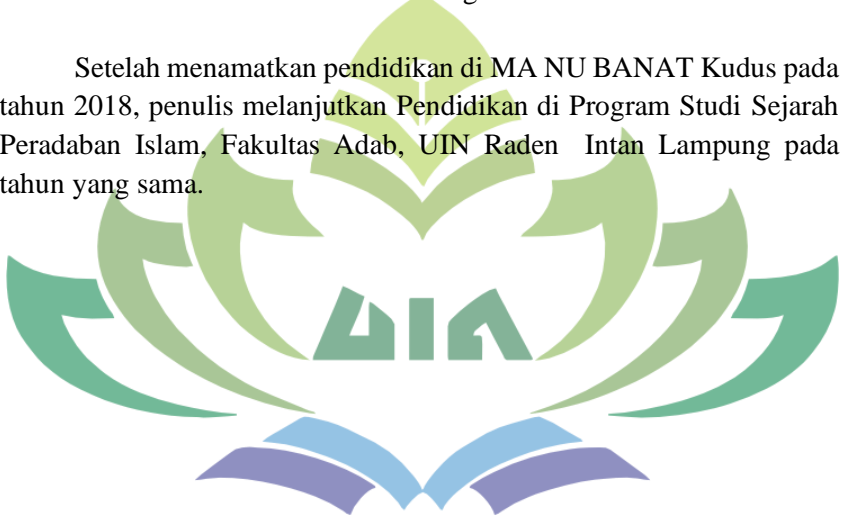 Setelah menamatkan pendidikan di MA NU BANAT Kudus pada
tahun 2018, penulis melanjutkan Pendidikan di Program Studi Sejarah
Peradaban Islam, Fakultas Adab, UIN Raden Intan Lampung pada
tahun yang sama.
UIN